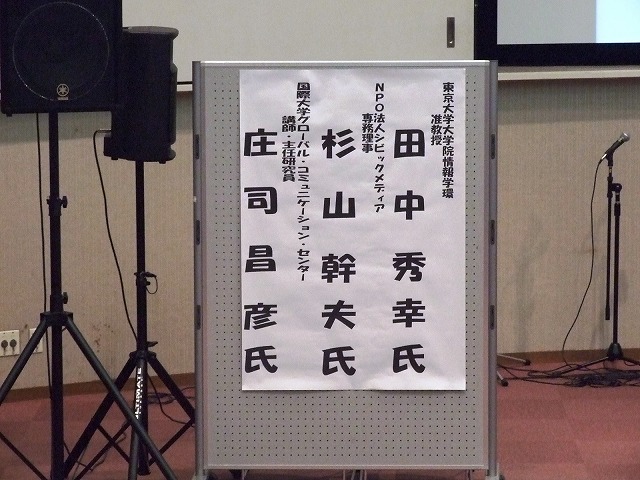 東京大学大学院情報学環
准教授
田中秀幸氏
NPO法人シビックメディア
専務理事
杉山幹夫氏
国際大学グローバル・コミュニケーション・センター
講師・主任研究員
庄司昌彦氏